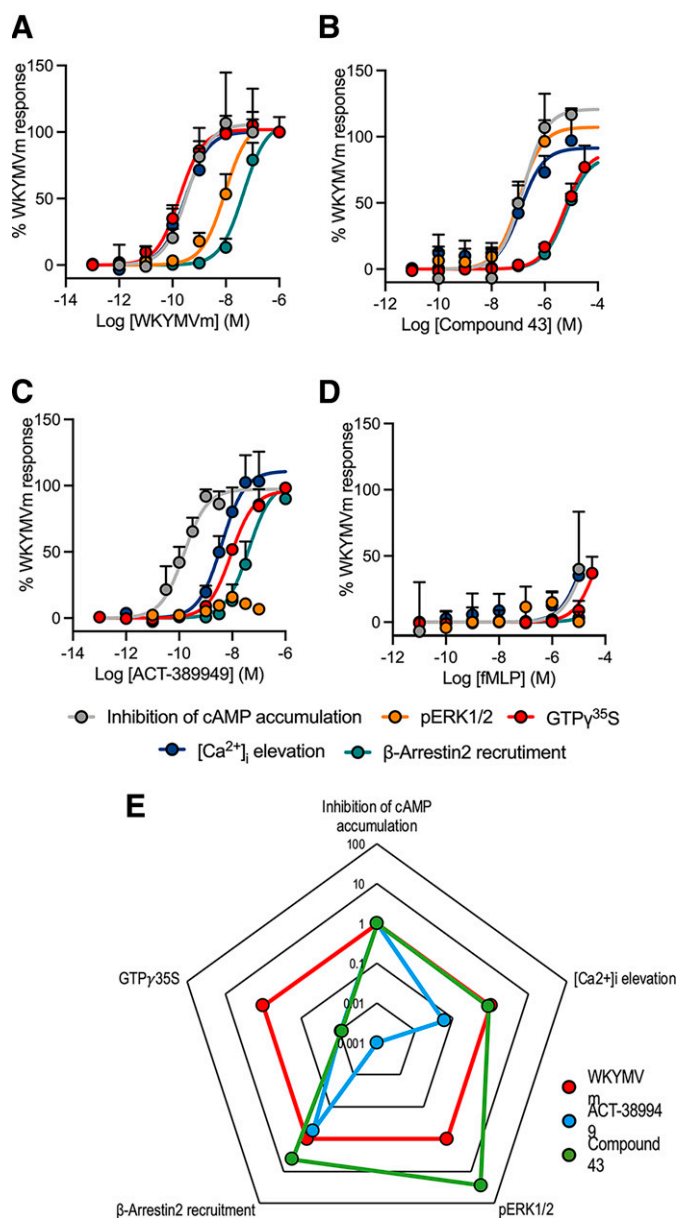 A
% WKYMVm response
150
100
50
0
-14 -12 -10 -8 -6
Log [WKYMVm] (M)
B
% WKYMVm response
150
100
50
0
-12 -10 -8 -6 -4
Log [Compound 43] (M)
C
% WKYMVm response
150
100
50
0
-14 -12 -10 -8 -6
Log [ACT-389949] (M)
D
% WKYMVm response
150
100
50
0
-12 -10 -8 -6 -4
Log [fMLP] (M)
Inhibition of cAMP accumulation pERK1/2 GTPγ³⁵S
[Ca²⁺]ᵢ elevation β-Arrestin2 recrutiment
E
Inhibition of cAMP
accumulation
100
10
1
0.1
0.01
0.001
GTPγ35S
[Ca2+]i elevation
β-Arrestin2 recruitment
pERK1/2
WKYMV
m
ACT-38994
9
Compound
43